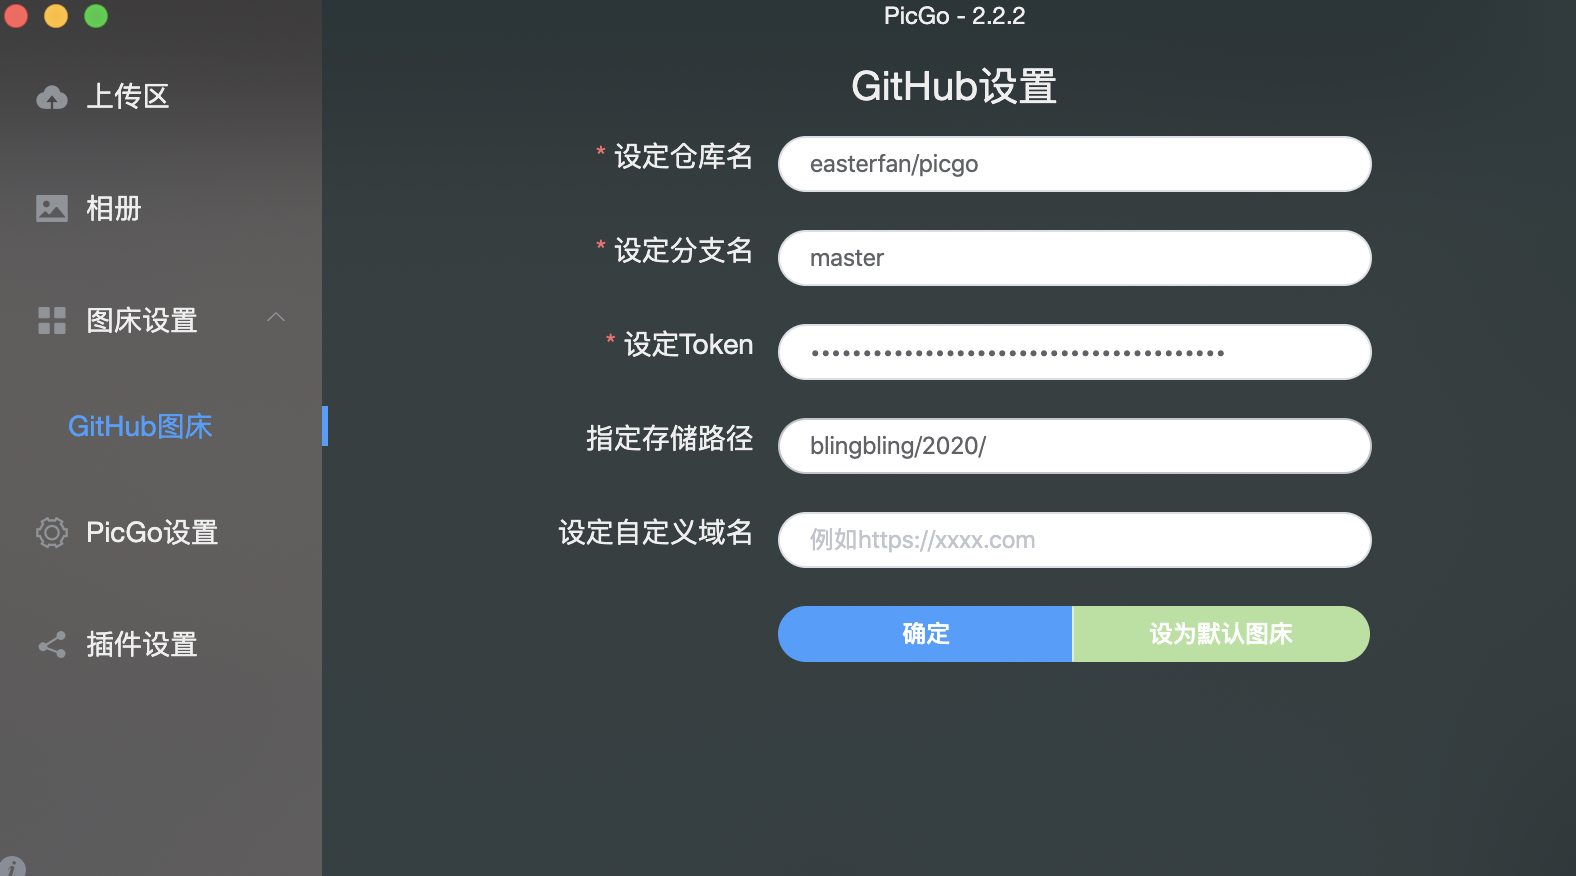 PicGo - 2.2.2
上传区
相册
图床设置
GitHub图床
PicGo设置
插件设置
GitHub设置
* 设定仓库名 easterfan/picgo
* 设定分支名 master
* 设定Token ••••••••••••••••••••••••••••••••••••••••
指定存储路径 blingbling/2020/
设定自定义域名 例如https://xxxx.com
确定 设为默认图床